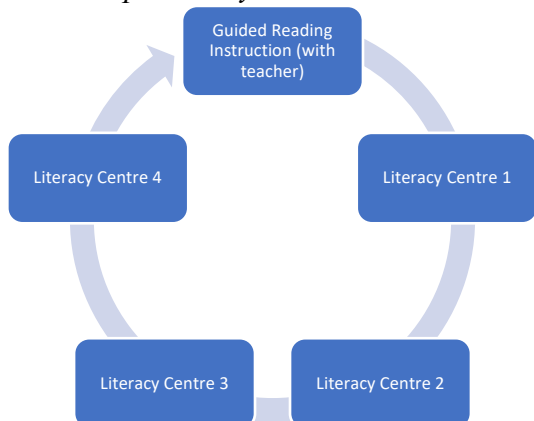 Guided Reading
Instruction (with
teacher)
Literacy Centre 1
Literacy Centre 2
Literacy Centre 3
Literacy Centre 4